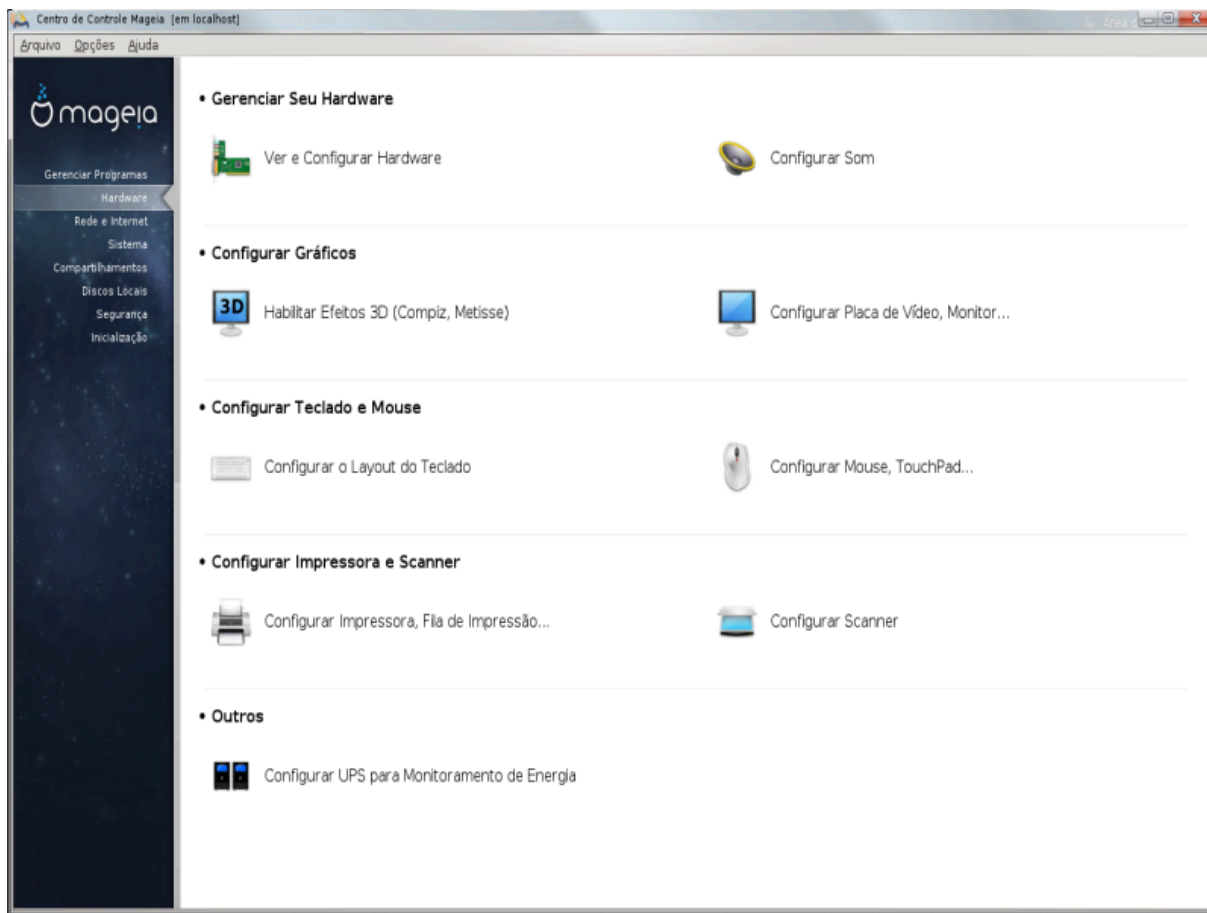 Centro de Controle Mageia [em localhost]
Arquivo Opções Ajuda
mageia
Gerenciar Programas
Hardware
Rede e Internet
Sistema
Compartilhamentos
Discos Locais
Segurança
Inicialização
• Gerenciar Seu Hardware
Ver e Configurar Hardware
Configurar Som
• Configurar Gráficos
3D
Habilitar Efeitos 3D (Compiz, Metisse)
Configurar Placa de Vídeo, Monitor...
• Configurar Teclado e Mouse
Configurar o Layout do Teclado
Configurar Mouse, TouchPad...
• Configurar Impressora e Scanner
Configurar Impressora, Fila de Impressão...
Configurar Scanner
• Outros
Configurar UPS para Monitoramento de Energia